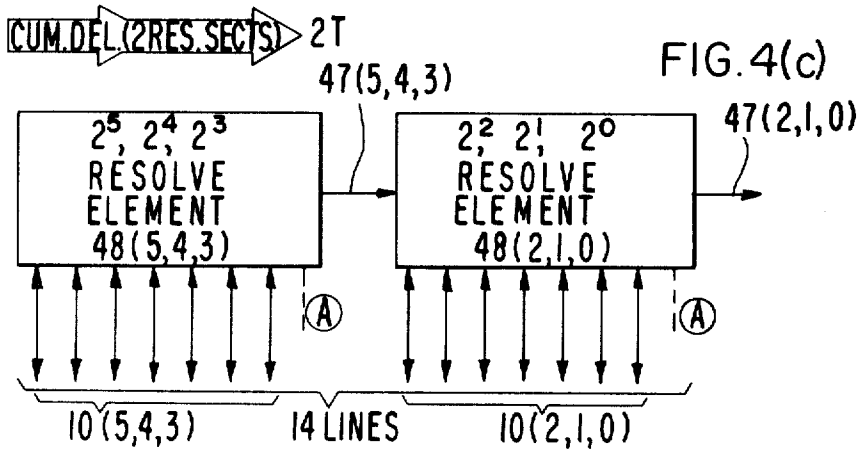 CUM.DEL.(2RES.SECTS) 2T
FIG. 4(c)
47(5,4,3)
47(2,1,0)
2⁵, 2⁴, 2³
RESOLVE
ELEMENT
48(5,4,3)
2², 2¹, 2⁰
RESOLVE
ELEMENT
48(2,1,0)
A
A
10(5,4,3)
14 LINES
10(2,1,0)